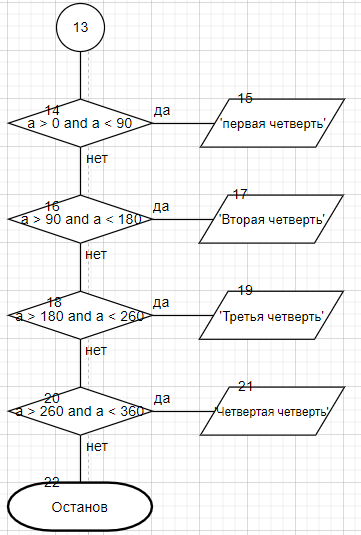 13
14
a > 0 and a < 90
да
15
'первая четверть'
нет
16
a > 90 and a < 180
да
17
'Вторая четверть'
нет
18
a > 180 and a < 260
да
19
'Третья четверть'
нет
20
a > 260 and a < 360
да
21
'Четвертая четверть'
нет
22
Останов